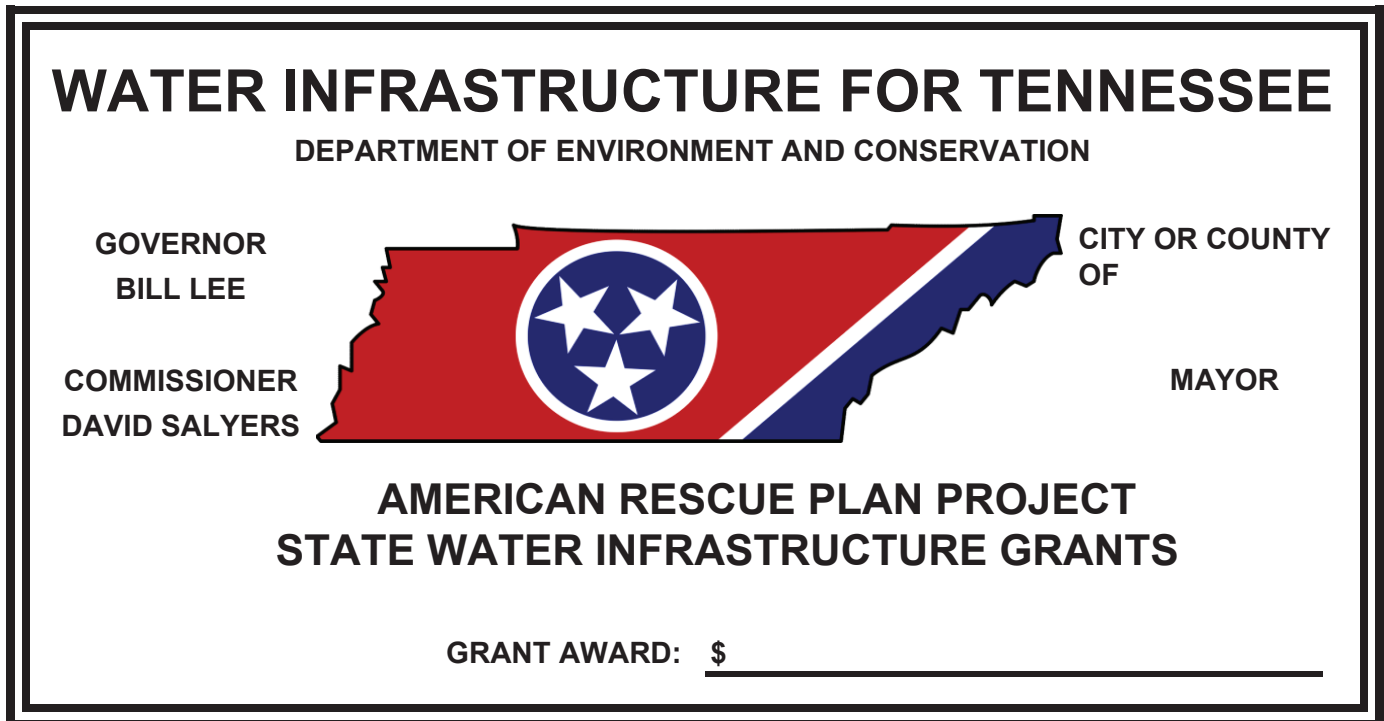 WATER INFRASTRUCTURE FOR TENNESSEE
DEPARTMENT OF ENVIRONMENT AND CONSERVATION
GOVERNOR
BILL LEE
COMMISSIONER
DAVID SALYERS
CITY OR COUNTY
OF
MAYOR
AMERICAN RESCUE PLAN PROJECT
STATE WATER INFRASTRUCTURE GRANTS
GRANT AWARD: $